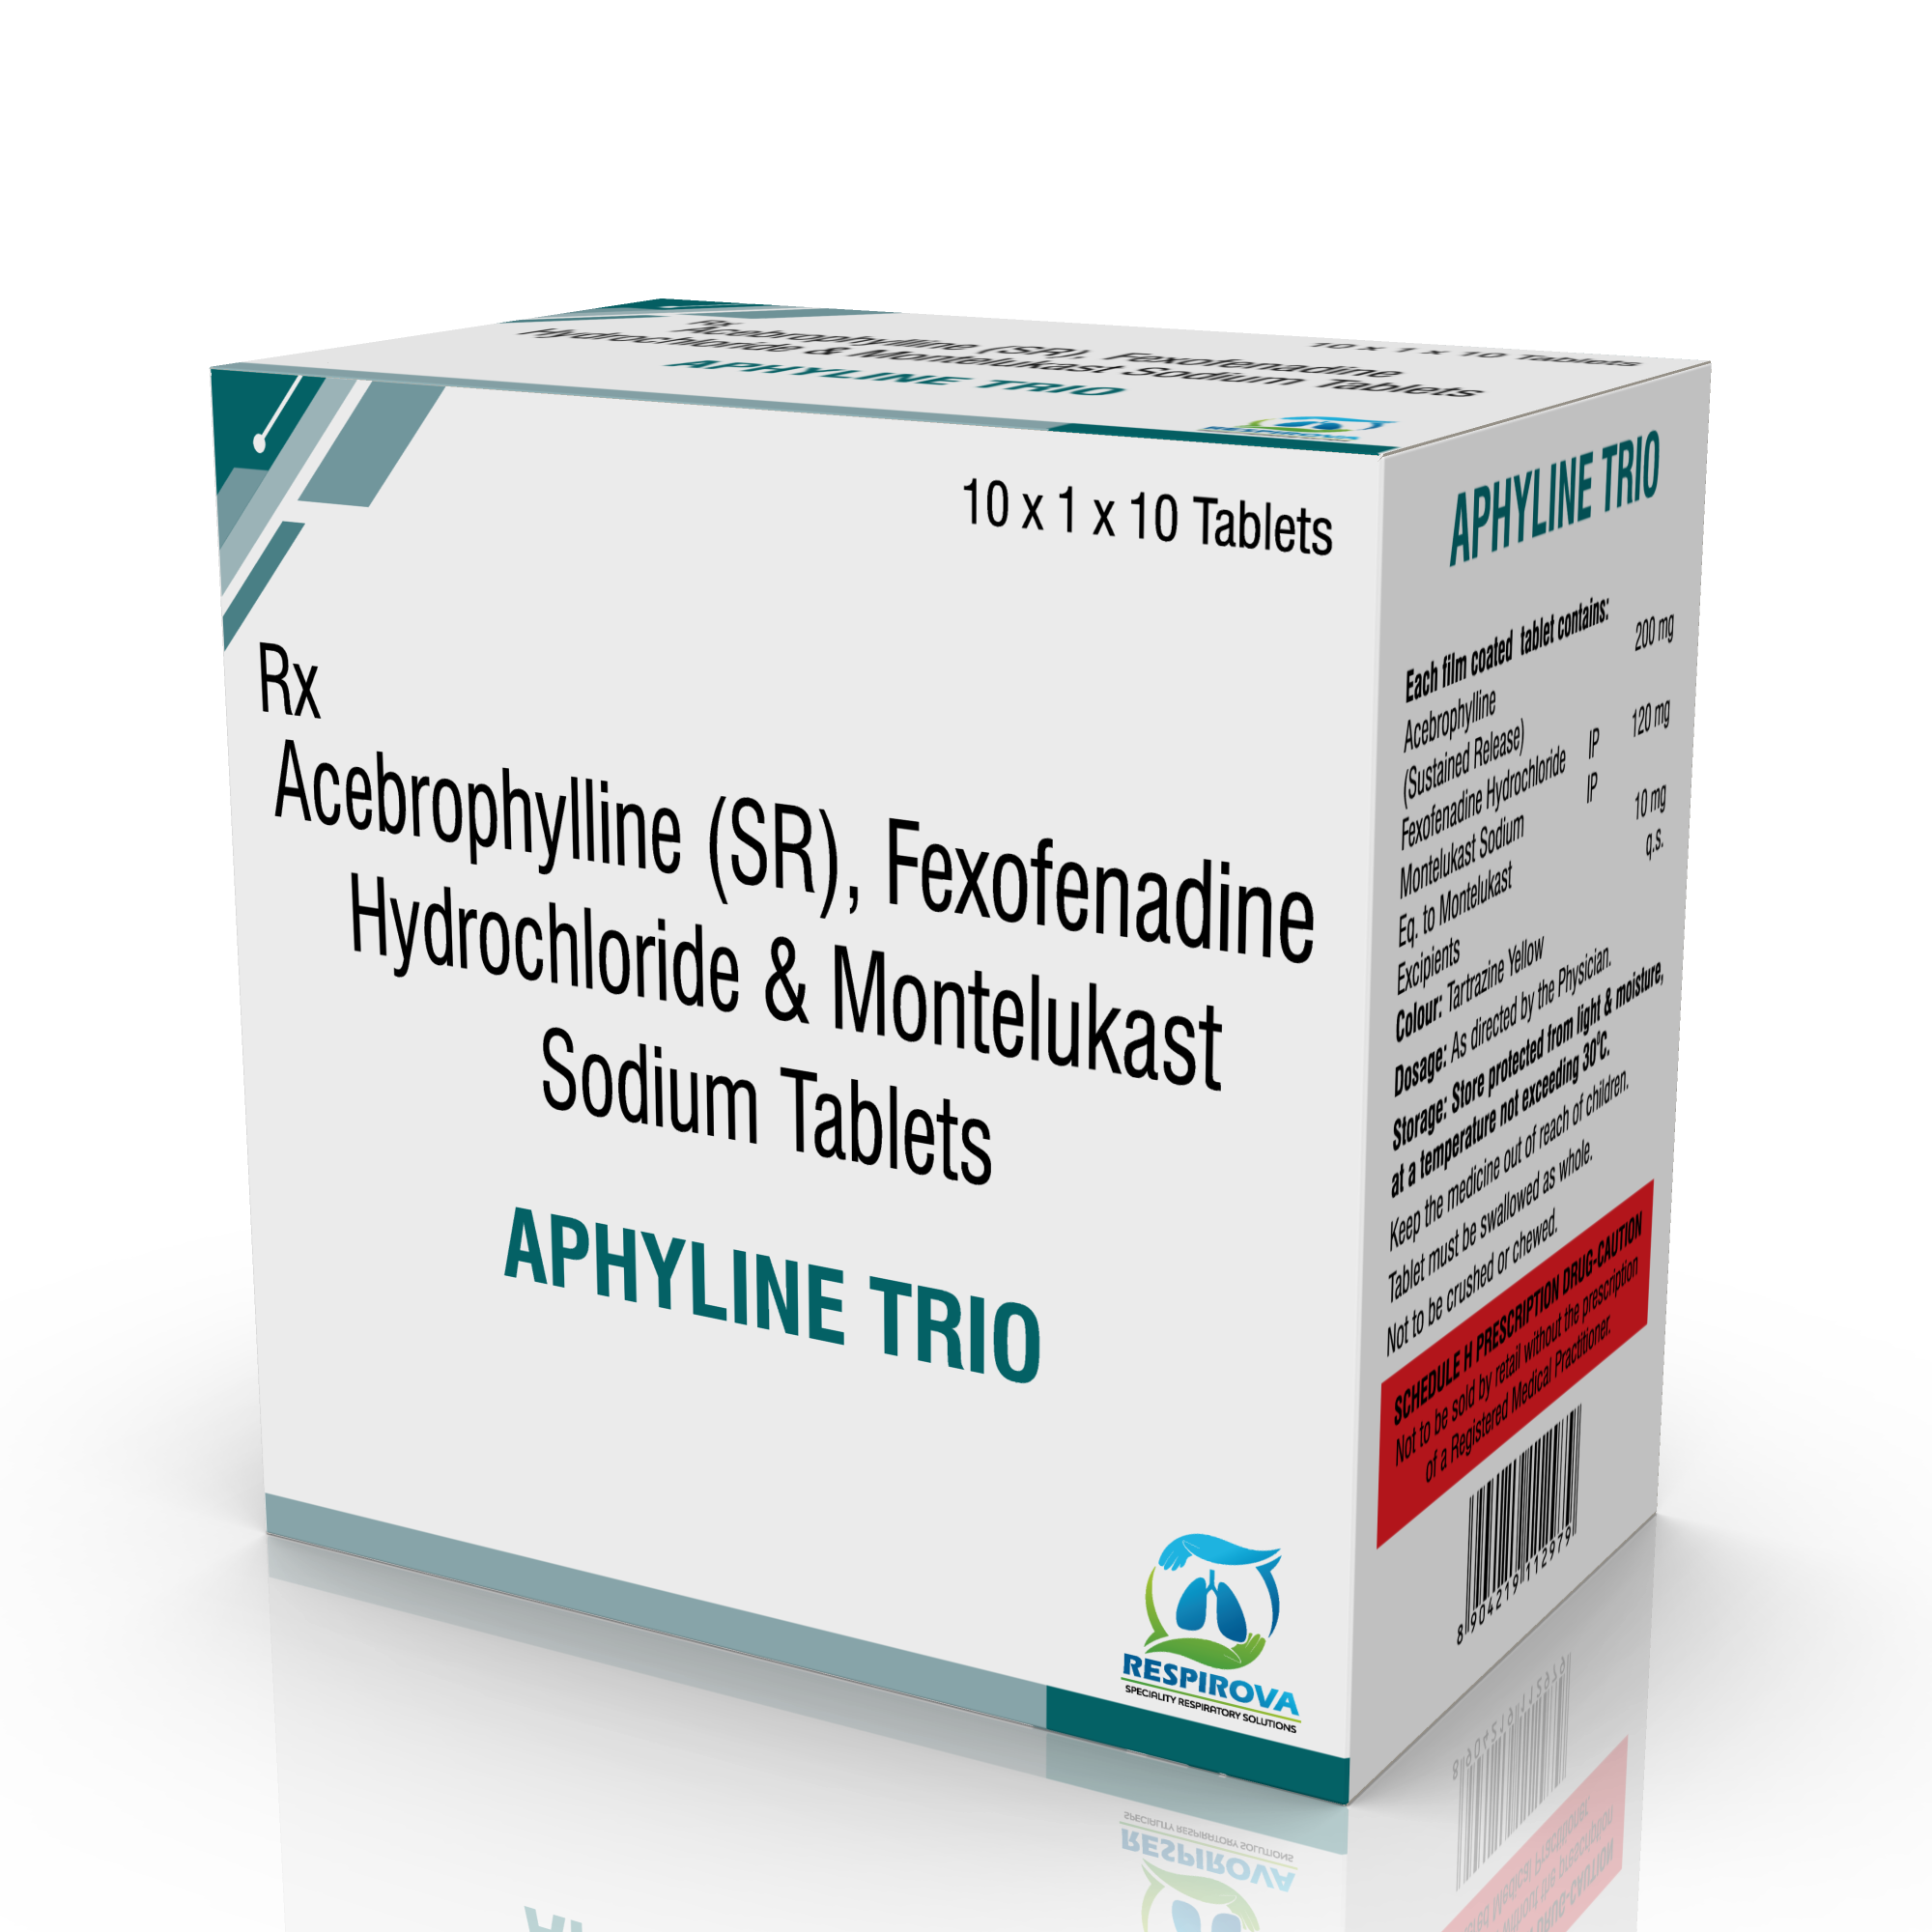 Rx
Acebrophylline (SR), Fexofenadine
Hydrochloride & Montelukast Sodium Tablets
APHYLINE TRIO
10 x 1 x 10 Tablets
RESPIROVA
10 x 1 x 10 Tablets
Rx
Acebrophylline (SR), Fexofenadine
Hydrochloride & Montelukast
Sodium Tablets
APHYLINE TRIO
RESPIROVA
SPECIALITY RESPIRATORY SOLUTIONS
APHYLINE TRIO
Each film coated tablet contains:
Acebrophylline 200 mg
(Sustained Release)
Fexofenadine Hydrochloride IP 120 mg
Montelukast Sodium IP
Eq. to Montelukast 10 mg
Excipients q.s.
Colour: Tartrazine Yellow
Dosage: As directed by the Physician.
Storage: Store protected from light & moisture,
at a temperature not exceeding 30°C.
Keep the medicine out of reach of children.
Tablet must be swallowed as whole.
Not to be crushed or chewed.
SCHEDULE H PRESCRIPTION DRUG-CAUTION
Not to be sold by retail without the prescription
of a Registered Medical Practitioner.
8 904219 112979